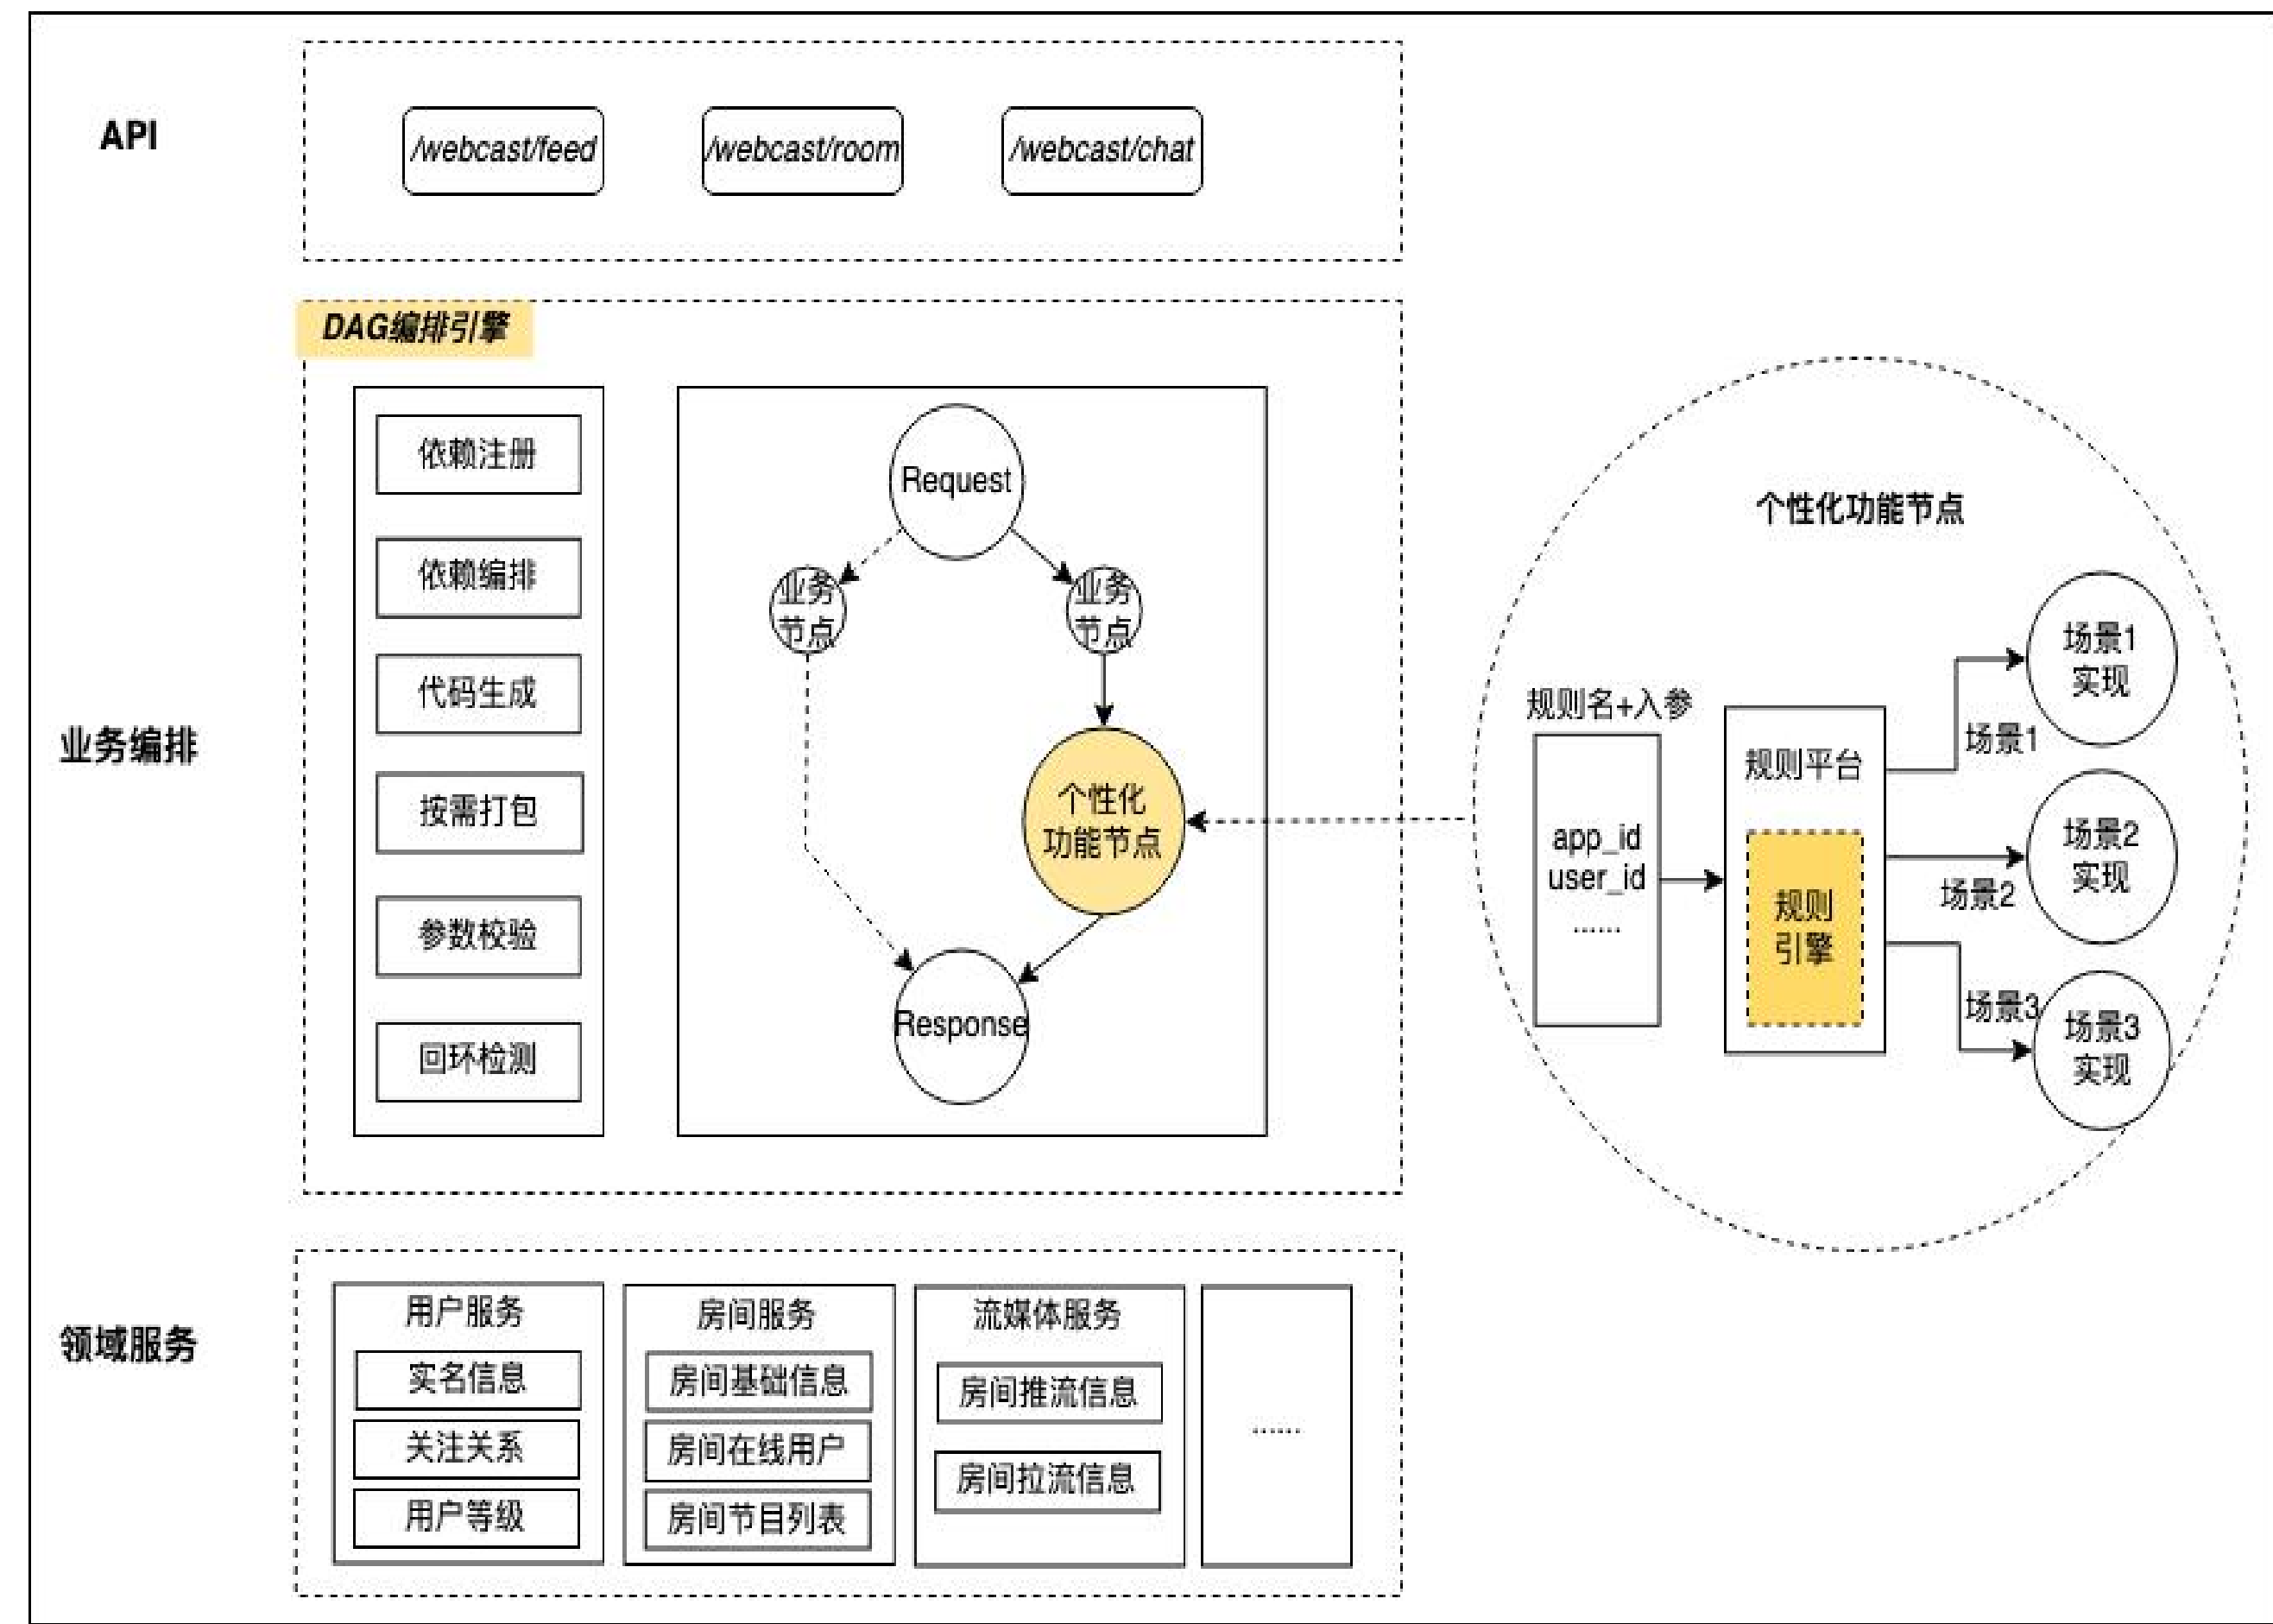 API
/webcast/feed
/webcast/room
/webcast/chat
业务编排
DAG编排引擎
依赖注册
依赖编排
代码生成
按需打包
参数校验
回环检测
Request
业务
节点
业务
节点
个性化
功能节点
Response
个性化功能节点
规则名+入参
app_id
user_id
......
规则平台
规则
引擎
场景1
场景2
场景3
场景1
实现
场景2
实现
场景3
实现
领域服务
用户服务
实名信息
关注关系
用户等级
房间服务
房间基础信息
房间在线用户
房间节目列表
流媒体服务
房间推流信息
房间拉流信息
......